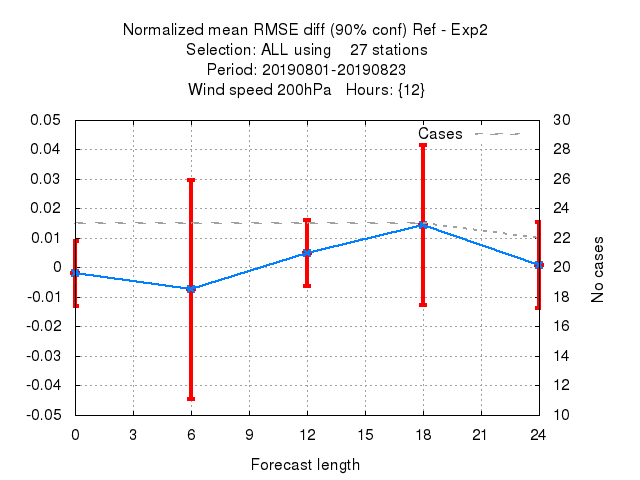 Normalized mean RMSE diff (90% conf) Ref - Exp2
Selection: ALL using    27 stations
Period: 20190801-20190823
Wind speed 200hPa   Hours: {12}
Cases
0.05
0.04
0.03
0.02
0.01
0
-0.01
-0.02
-0.03
-0.04
-0.05
30
28
26
24
22
20
18
16
14
12
10
No cases
0 3 6 9 12 15 18 21 24
Forecast length